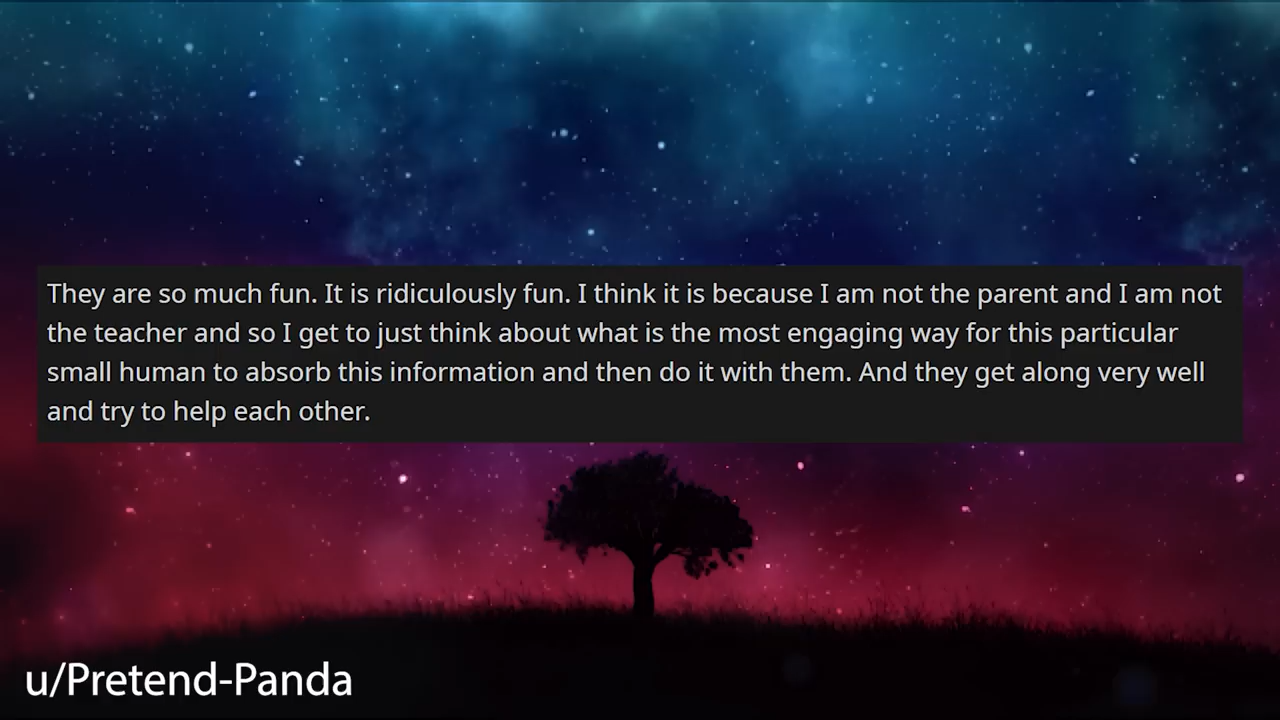 They are so much fun. It is ridiculously fun. I think it is because I am not the parent and I am not
the teacher and so I get to just think about what is the most engaging way for this particular
small human to absorb this information and then do it with them. And they get along very well
and try to help each other.
u/Pretend-Panda